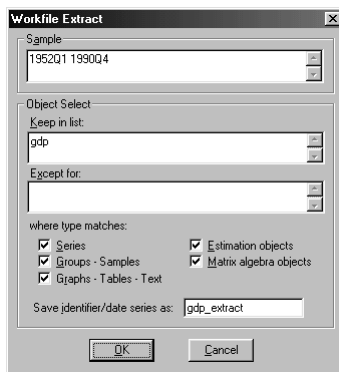 Workfile Extract
Sample
1952Q1 1990Q4
Object Select
Keep in list:
gdp
Except for:
where type matches:
Series
Estimation objects
Groups - Samples
Matrix algebra objects
Graphs - Tables - Text
Save identifier/date series as: gdp_extract
OK
Cancel